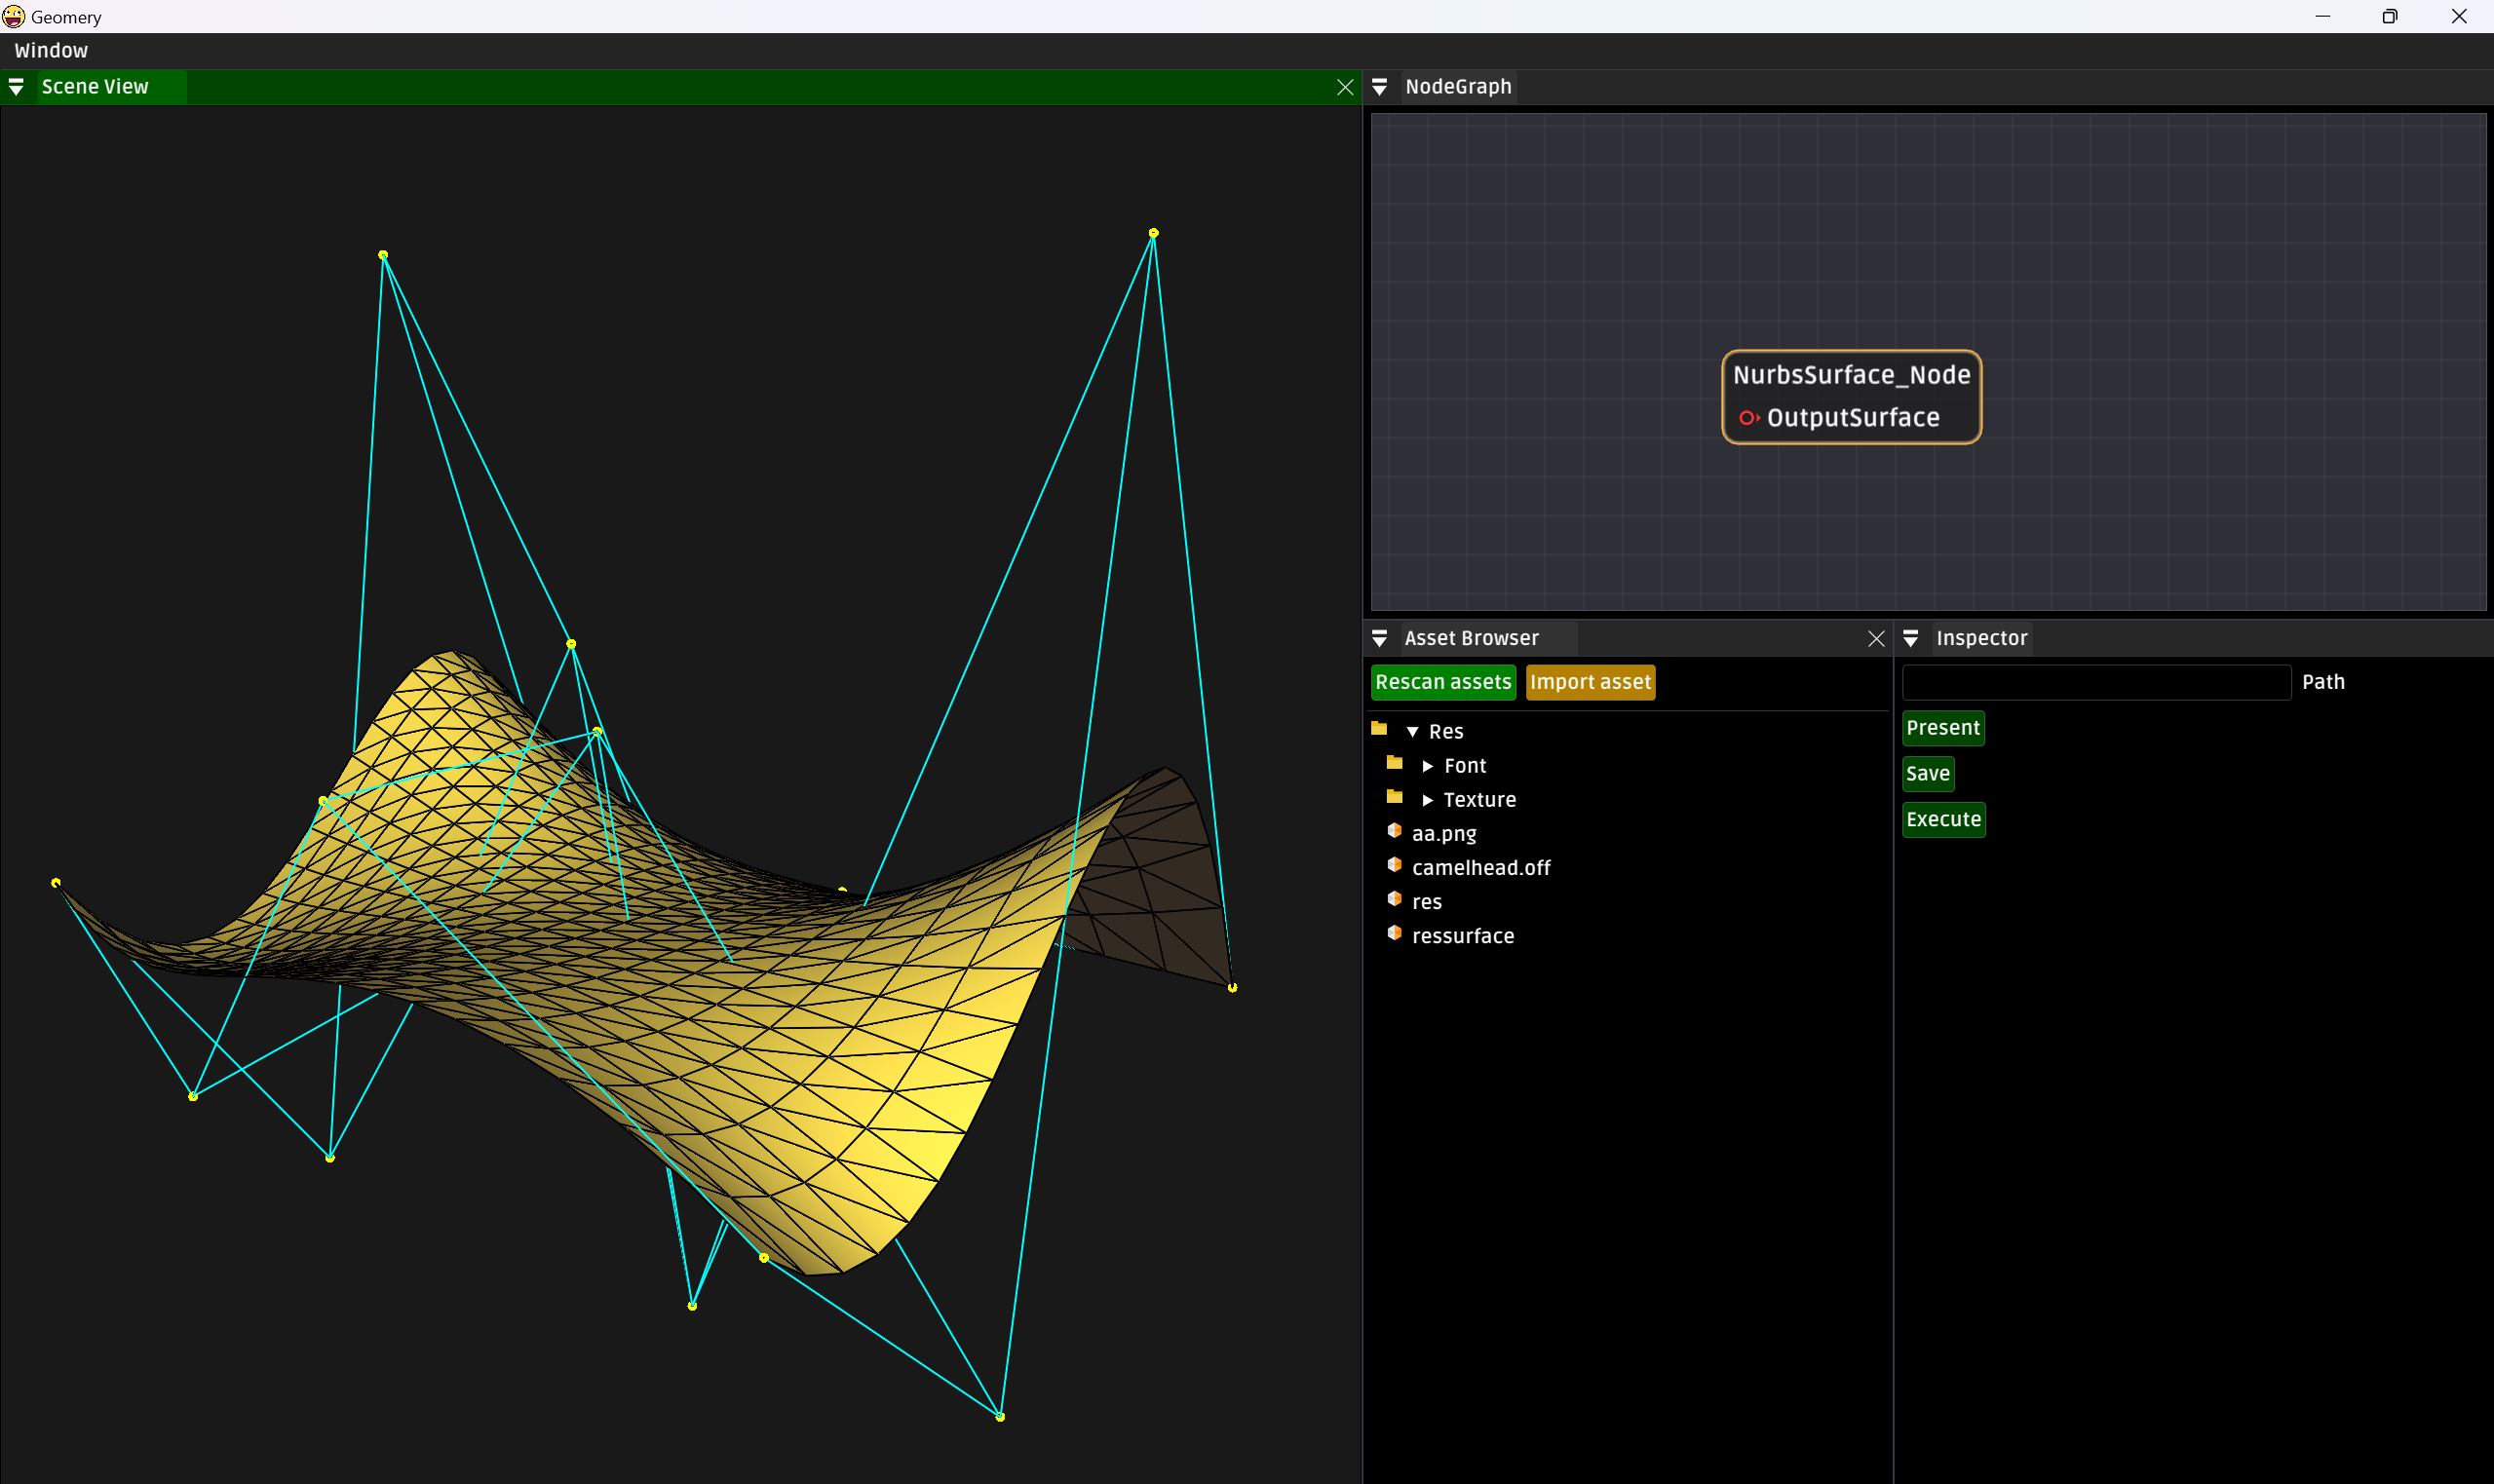 Geomery
Window
Scene View
NodeGraph
NurbsSurface_Node
OutputSurface
Asset Browser
Inspector
Rescan assets
Import asset
Path
Res
Present
Font
Save
Texture
Execute
aa.png
camelhead.off
res
ressurface